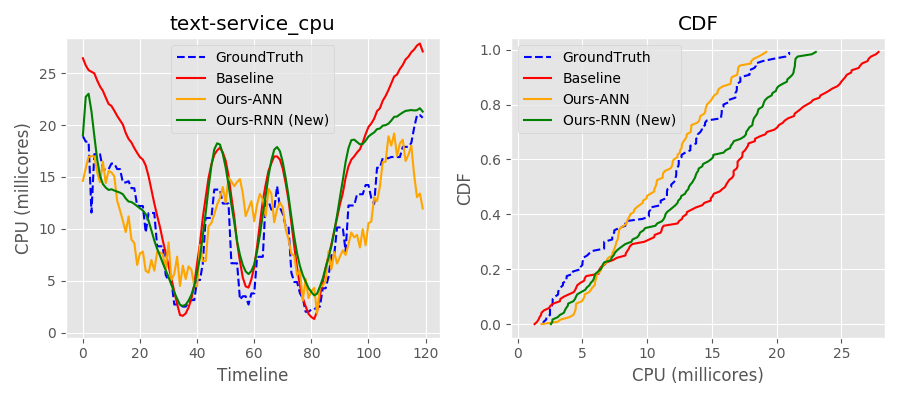 text-service_cpu
GroundTruth
Baseline
Ours-ANN
Ours-RNN (New)
CPU (millicores)
25
20
15
10
5
0
0
20
40
60
80
100
120
Timeline
CDF
GroundTruth
Baseline
Ours-ANN
Ours-RNN (New)
CDF
1.0
0.8
0.6
0.4
0.2
0.0
0
5
10
15
20
25
CPU (millicores)